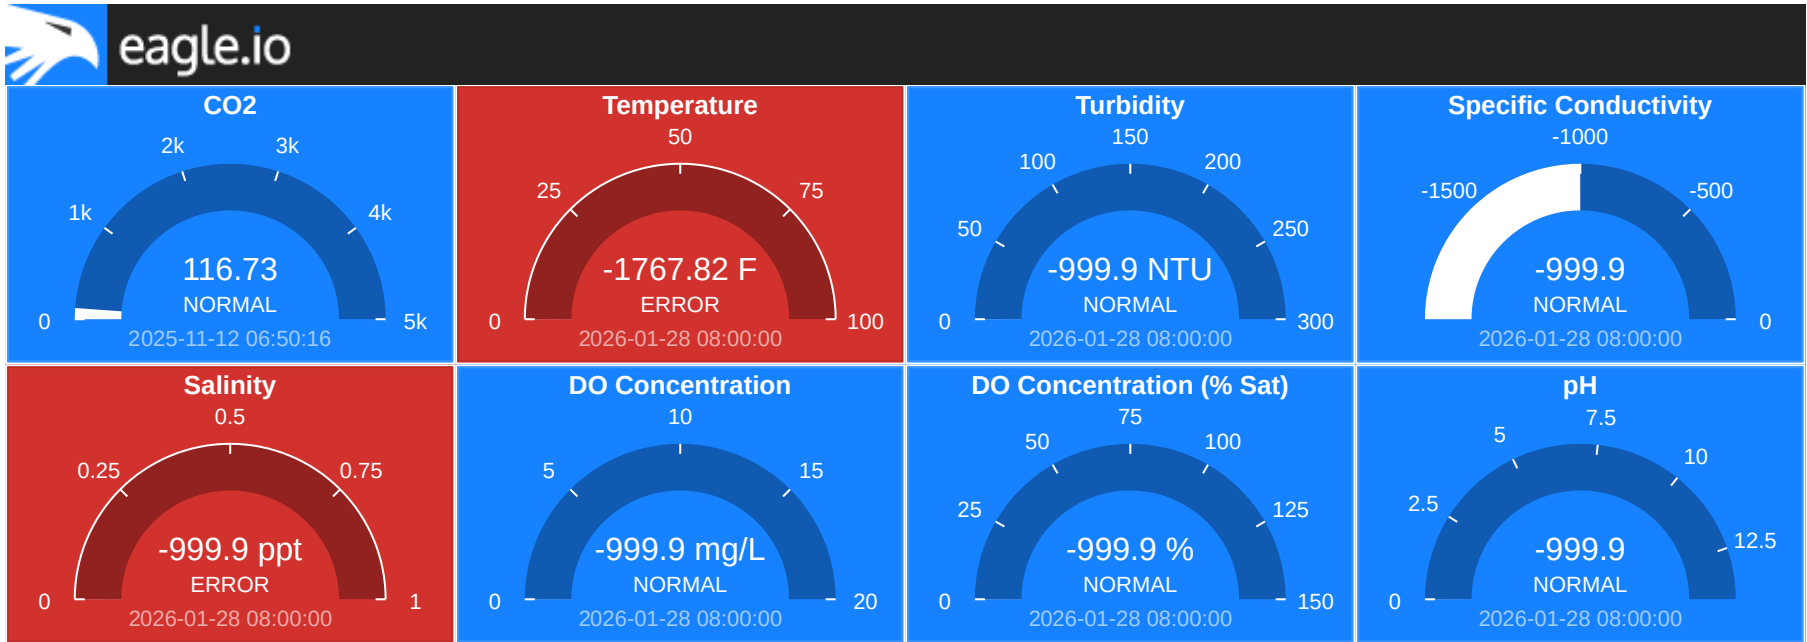 eagle.io
CO2
2k 3k
1k 4k
116.73
NORMAL
0 5k
2025-11-12 06:50:16
Temperature
50
25 75
-1767.82 F
ERROR
0 100
2026-01-28 08:00:00
Turbidity
150
100 200
50 250
-999.9 NTU
NORMAL
0 300
2026-01-28 08:00:00
Specific Conductivity
-1000
-1500 -500
-999.9
NORMAL
0
2026-01-28 08:00:00
Salinity
0.5
0.25 0.75
-999.9 ppt
ERROR
0 1
2026-01-28 08:00:00
DO Concentration
10
5 15
-999.9 mg/L
NORMAL
0 20
2026-01-28 08:00:00
DO Concentration (% Sat)
75
50 100
25 125
-999.9 %
NORMAL
0 150
2026-01-28 08:00:00
pH
7.5
5 10
2.5 12.5
-999.9
NORMAL
0
2026-01-28 08:00:00